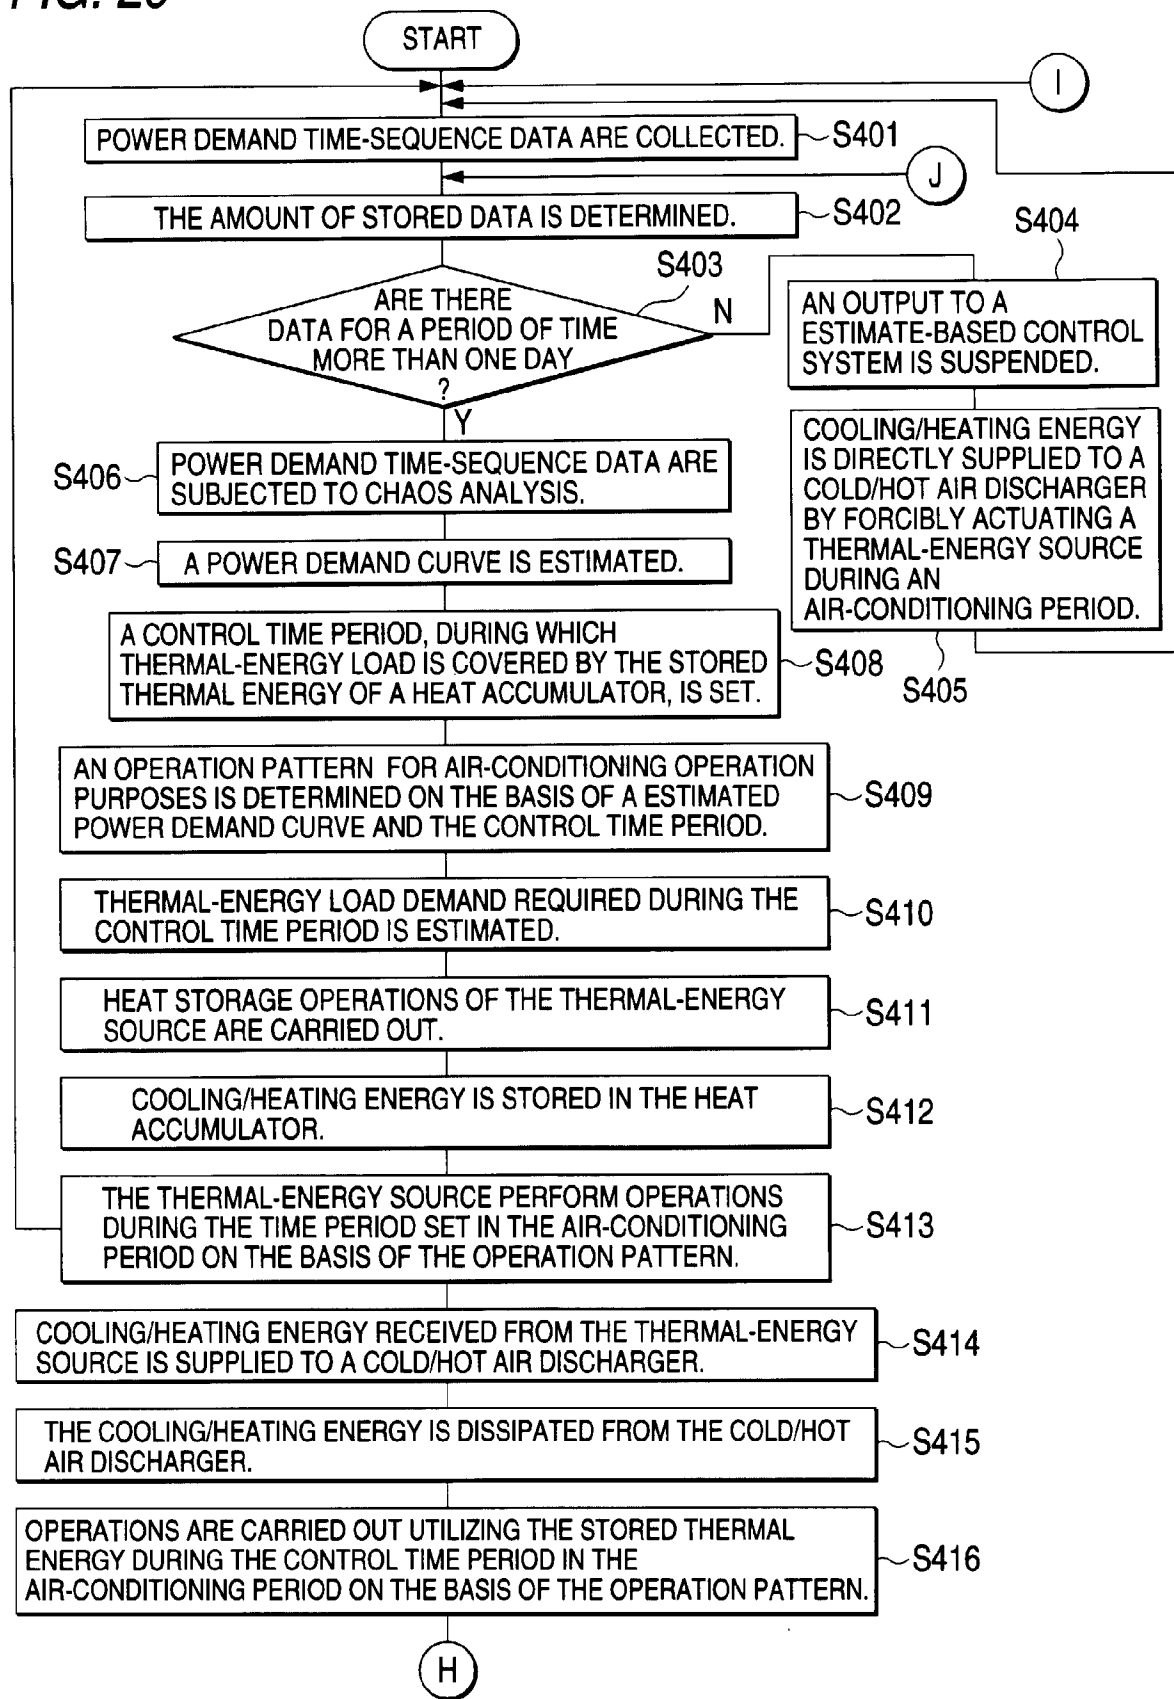 START
I
POWER DEMAND TIME-SEQUENCE DATA ARE COLLECTED.
S401
J
THE AMOUNT OF STORED DATA IS DETERMINED.
S402
S403
ARE THERE
DATA FOR A PERIOD OF TIME
MORE THAN ONE DAY
?
N
Y
S404
AN OUTPUT TO A
ESTIMATE-BASED CONTROL
SYSTEM IS SUSPENDED.
COOLING/HEATING ENERGY
IS DIRECTLY SUPPLIED TO A
COLD/HOT AIR DISCHARGER
BY FORCIBLY ACTUATING A
THERMAL-ENERGY SOURCE
DURING AN
AIR-CONDITIONING PERIOD.
S405
S406
POWER DEMAND TIME-SEQUENCE DATA ARE
SUBJECTED TO CHAOS ANALYSIS.
S407
A POWER DEMAND CURVE IS ESTIMATED.
A CONTROL TIME PERIOD, DURING WHICH
THERMAL-ENERGY LOAD IS COVERED BY THE STORED
THERMAL ENERGY OF A HEAT ACCUMULATOR, IS SET.
S408
AN OPERATION PATTERN FOR AIR-CONDITIONING OPERATION
PURPOSES IS DETERMINED ON THE BASIS OF A ESTIMATED
POWER DEMAND CURVE AND THE CONTROL TIME PERIOD.
S409
THERMAL-ENERGY LOAD DEMAND REQUIRED DURING THE
CONTROL TIME PERIOD IS ESTIMATED.
S410
HEAT STORAGE OPERATIONS OF THE THERMAL-ENERGY
SOURCE ARE CARRIED OUT.
S411
COOLING/HEATING ENERGY IS STORED IN THE HEAT
ACCUMULATOR.
S412
THE THERMAL-ENERGY SOURCE PERFORM OPERATIONS
DURING THE TIME PERIOD SET IN THE AIR-CONDITIONING
PERIOD ON THE BASIS OF THE OPERATION PATTERN.
S413
COOLING/HEATING ENERGY RECEIVED FROM THE THERMAL-ENERGY
SOURCE IS SUPPLIED TO A COLD/HOT AIR DISCHARGER.
S414
THE COOLING/HEATING ENERGY IS DISSIPATED FROM THE COLD/HOT
AIR DISCHARGER.
S415
OPERATIONS ARE CARRIED OUT UTILIZING THE STORED THERMAL
ENERGY DURING THE CONTROL TIME PERIOD IN THE
AIR-CONDITIONING PERIOD ON THE BASIS OF THE OPERATION PATTERN.
S416
H